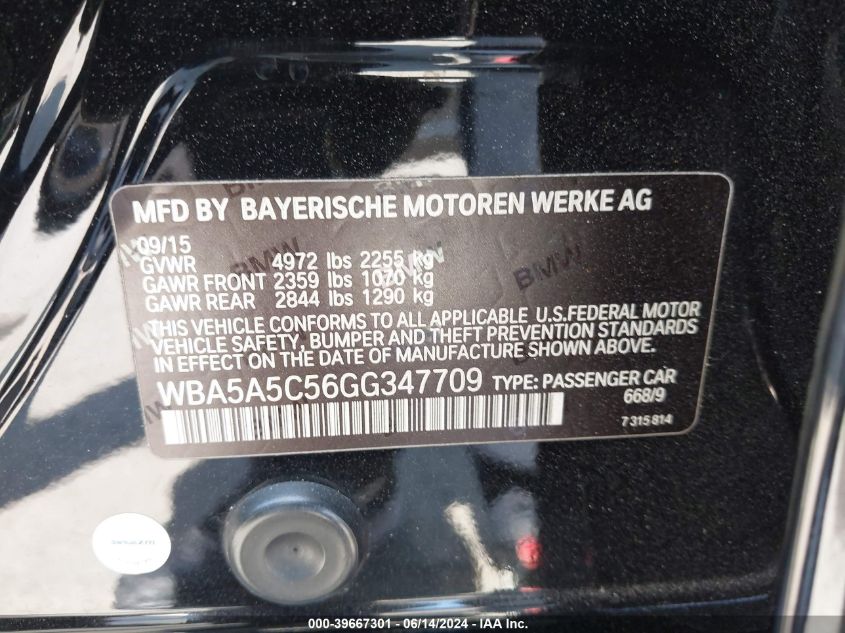 MFD BY BAYERISCHE MOTOREN WERKE AG
09/15
GVWR 4972 lbs 2255 kg
GAWR FRONT 2359 lbs 1070 kg
GAWR REAR 2844 lbs 1290 kg
THIS VEHICLE CONFORMS TO ALL APPLICABLE U.S.FEDERAL MOTOR
VEHICLE SAFETY, BUMPER AND THEFT PREVENTION STANDARDS
IN EFFECT ON THE DATE OF MANUFACTURE SHOWN ABOVE.
WBA5A5C56GG347709 TYPE: PASSENGER CAR
668/9
7315814
000-39667301 - 06/14/2024 - IAA Inc.